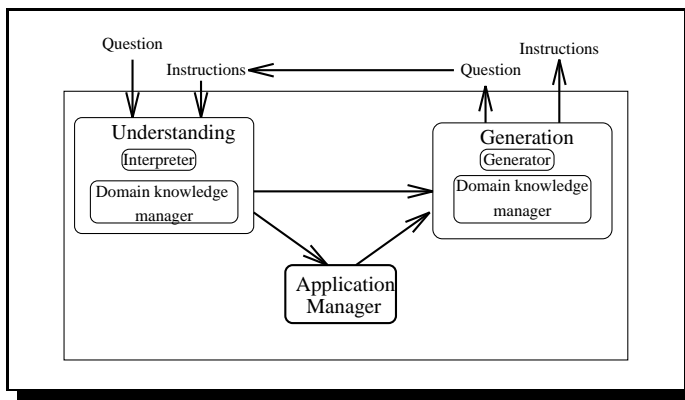 Question
Instructions
Question
Instructions
Understanding
Interpreter
Domain knowledge
manager
Generation
Generator
Domain knowledge
manager
Application
Manager